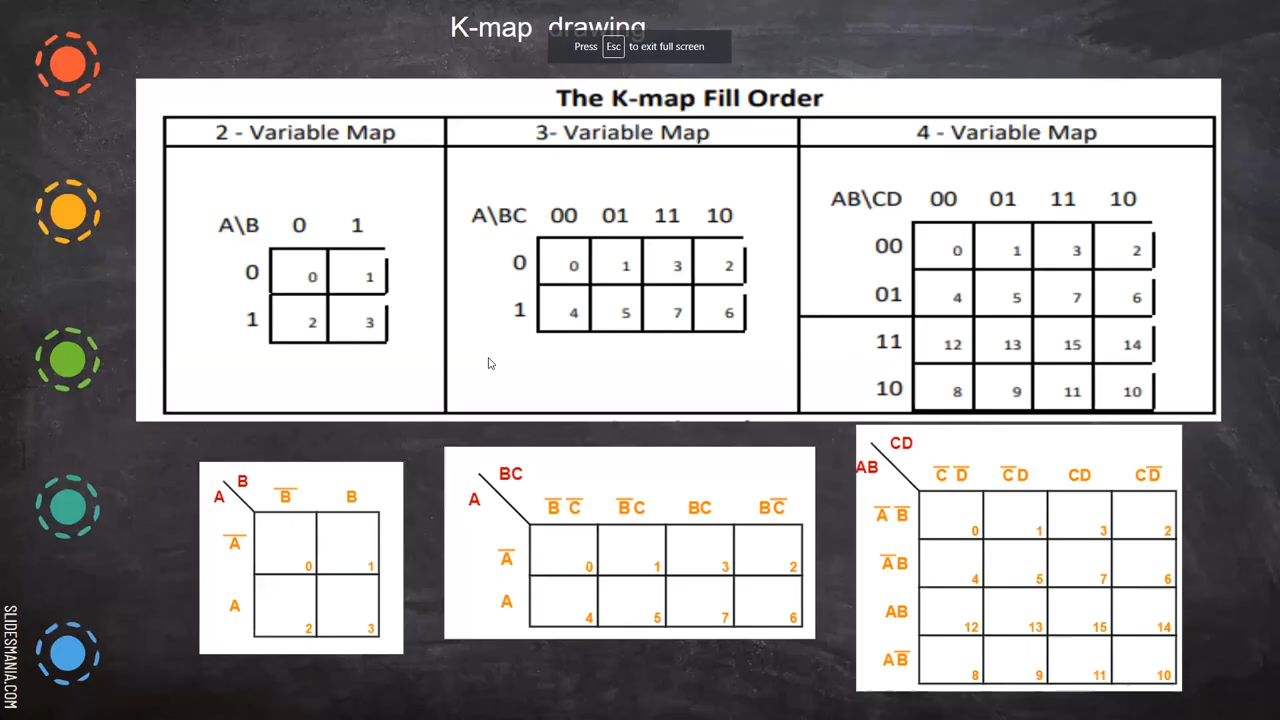 K-map drawing
Press Esc to exit full screen
The K-map Fill Order
2 - Variable Map
A\B 0 1
0 0 1
1 2 3
3- Variable Map
A\BC 00 01 11 10
0 0 1 3 2
1 4 5 7 6
4 - Variable Map
AB\CD 00 01 11 10
00 0 1 3 2
01 4 5 7 6
11 12 13 15 14
10 8 9 11 10
B
A B̅ B
A̅ 0 1
A 2 3
BC
A B̅ C̅ B̅ C BC B C̅
A̅ 0 1 3 2
A 4 5 7 6
CD
AB C̅ D̅ C̅ D CD C D̅
A̅ B̅ 0 1 3 2
A̅ B 4 5 7 6
AB 12 13 15 14
A B̅ 8 9 11 10
SLIDESMANIA.COM